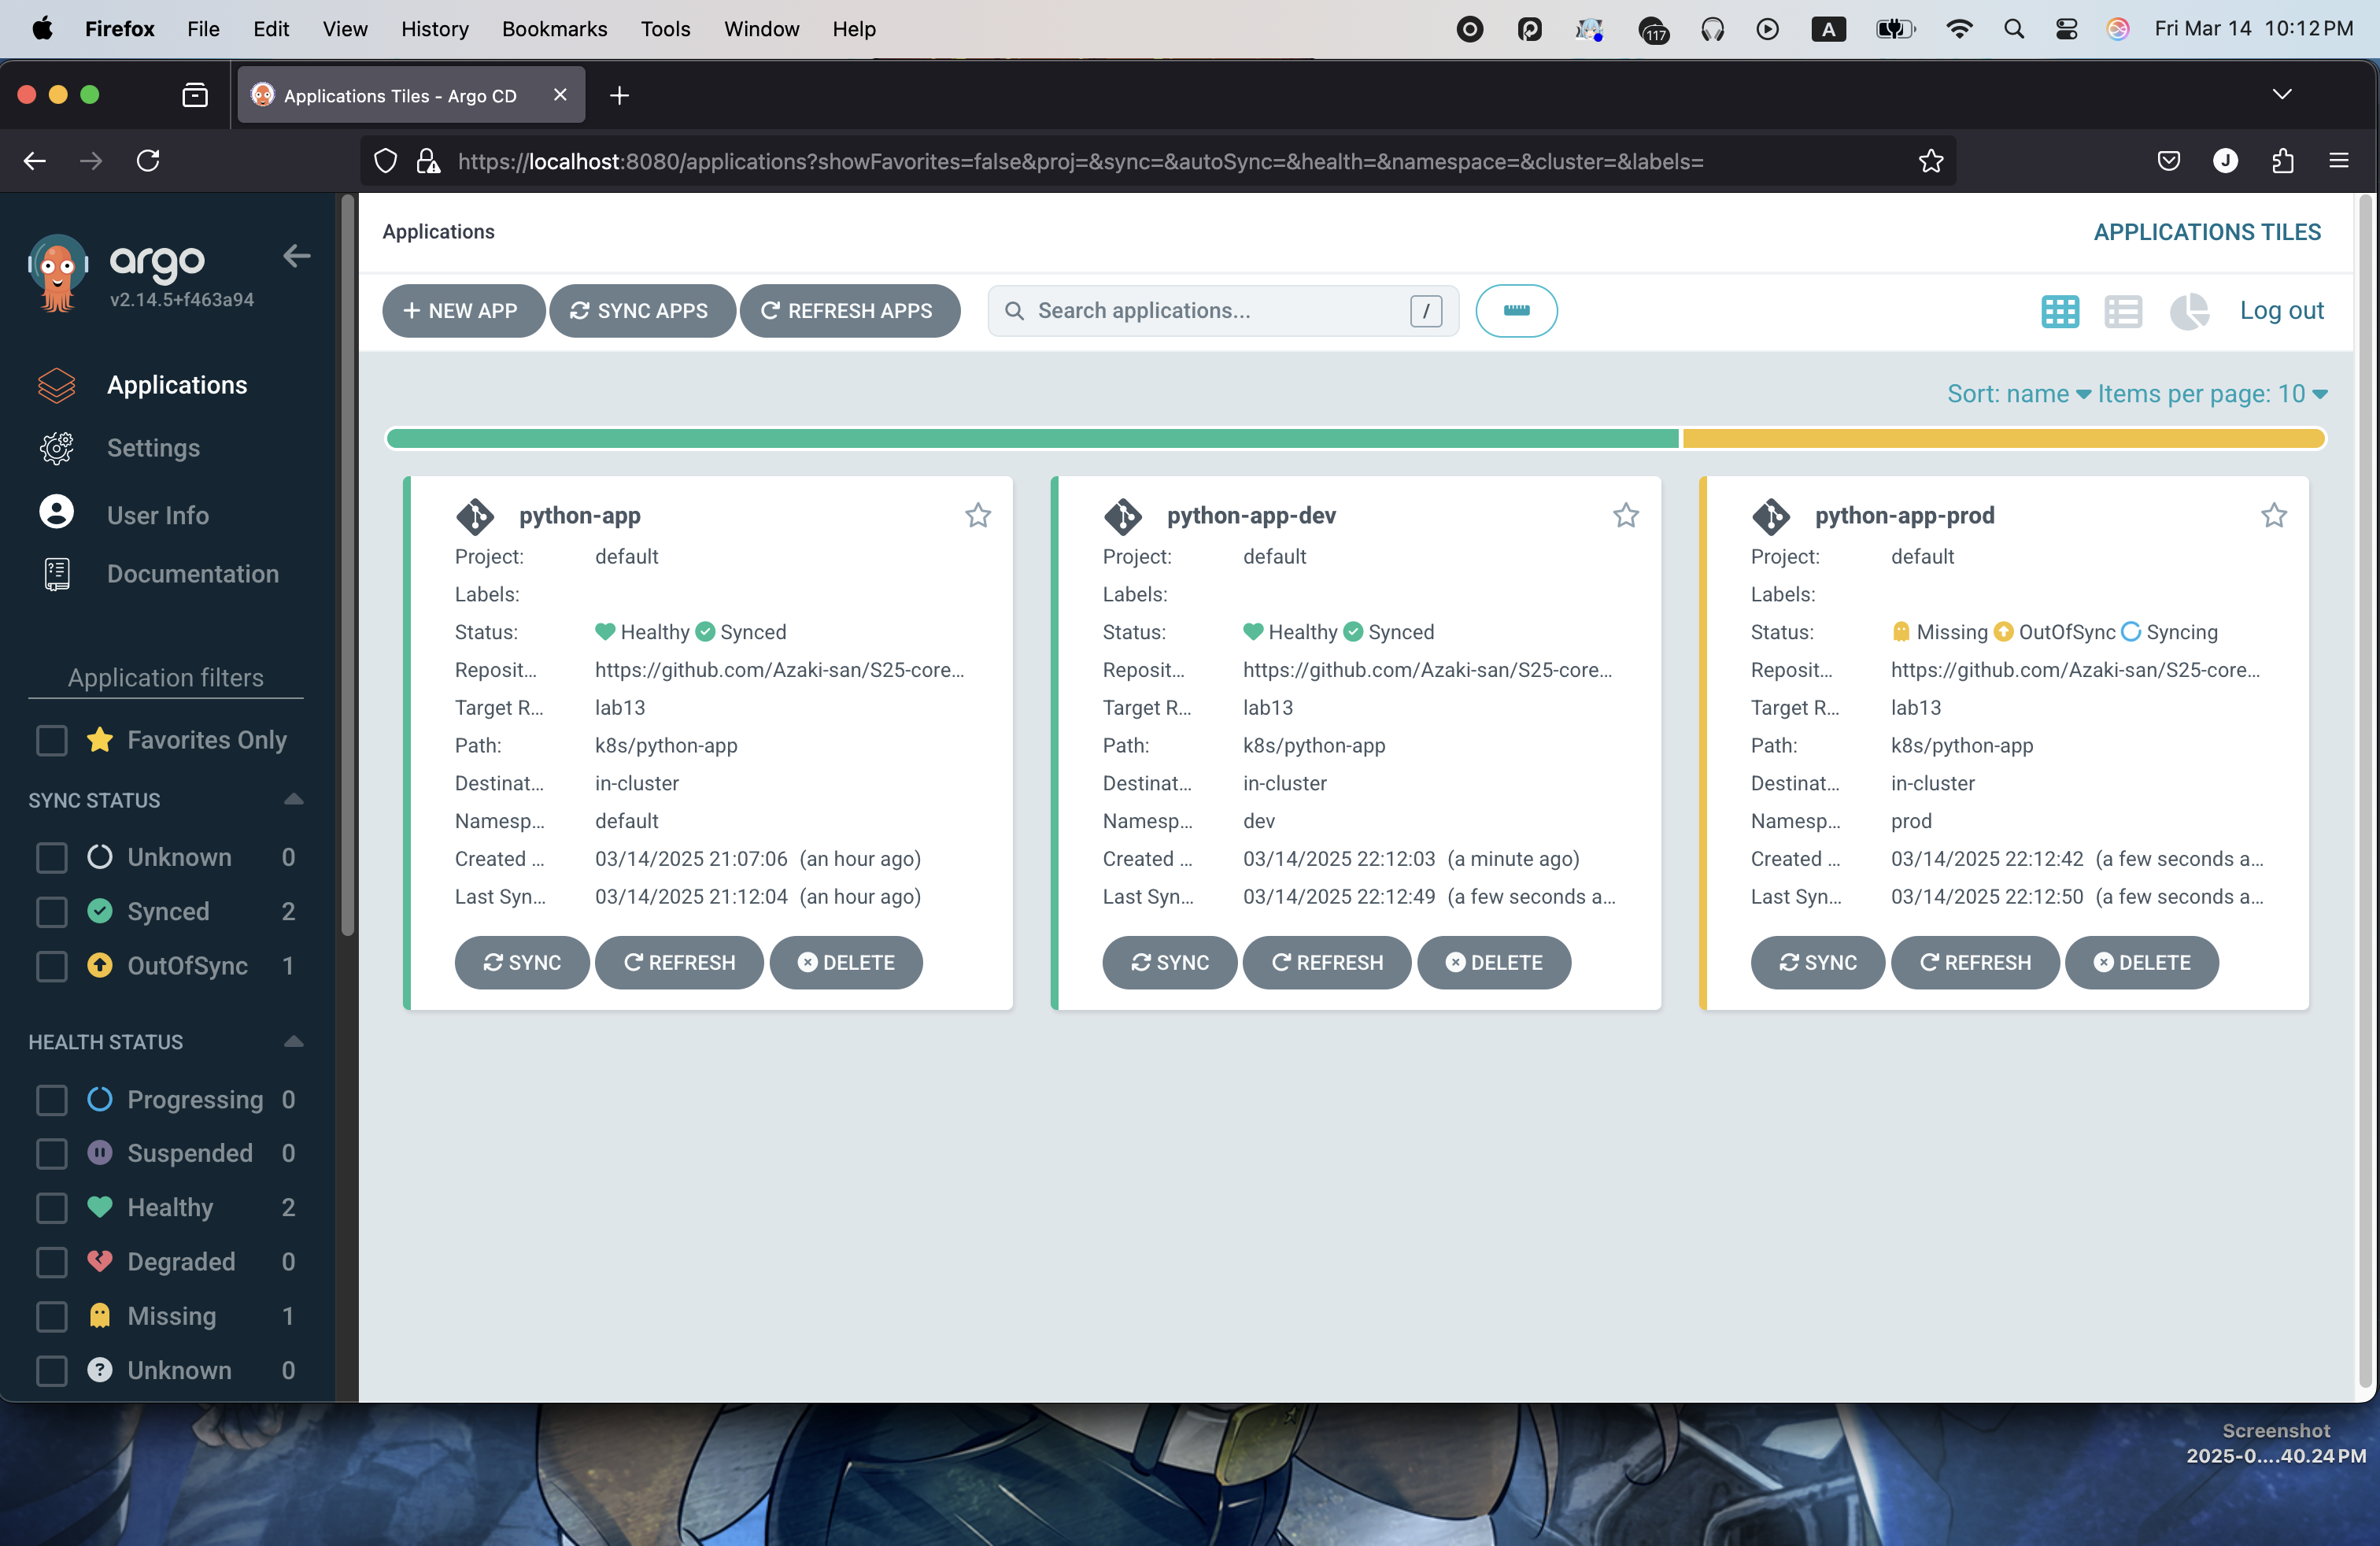 Firefox File Edit View History Bookmarks Tools Window Help 117 A Fri Mar 14 10:12 PM
Applications Tiles - Argo CD
https://localhost:8080/applications?showFavorites=false&proj=&sync=&autoSync=&health=&namespace=&cluster=&labels=
J
argo
v2.14.5+f463a94
Applications
Settings
User Info
Documentation
Application filters
Favorites Only
SYNC STATUS
Unknown 0
Synced 2
OutOfSync 1
HEALTH STATUS
Progressing 0
Suspended 0
Healthy 2
Degraded 0
Missing 1
Unknown 0
Applications
APPLICATIONS TILES
NEW APP SYNC APPS REFRESH APPS Search applications... / Log out
Sort: name Items per page: 10
python-app
Project: default
Labels:
Status: Healthy Synced
Reposit... https://github.com/Azaki-san/S25-core...
Target R... lab13
Path: k8s/python-app
Destinat... in-cluster
Namesp... default
Created ... 03/14/2025 21:07:06 (an hour ago)
Last Syn... 03/14/2025 21:12:04 (an hour ago)
SYNC REFRESH DELETE
python-app-dev
Project: default
Labels:
Status: Healthy Synced
Reposit... https://github.com/Azaki-san/S25-core...
Target R... lab13
Path: k8s/python-app
Destinat... in-cluster
Namesp... dev
Created ... 03/14/2025 22:12:03 (a minute ago)
Last Syn... 03/14/2025 22:12:49 (a few seconds a...
SYNC REFRESH DELETE
python-app-prod
Project: default
Labels:
Status: Missing OutOfSync Syncing
Reposit... https://github.com/Azaki-san/S25-core...
Target R... lab13
Path: k8s/python-app
Destinat... in-cluster
Namesp... prod
Created ... 03/14/2025 22:12:42 (a few seconds a...
Last Syn... 03/14/2025 22:12:50 (a few seconds a...
SYNC REFRESH DELETE
Screenshot
2025-0....40.24 PM